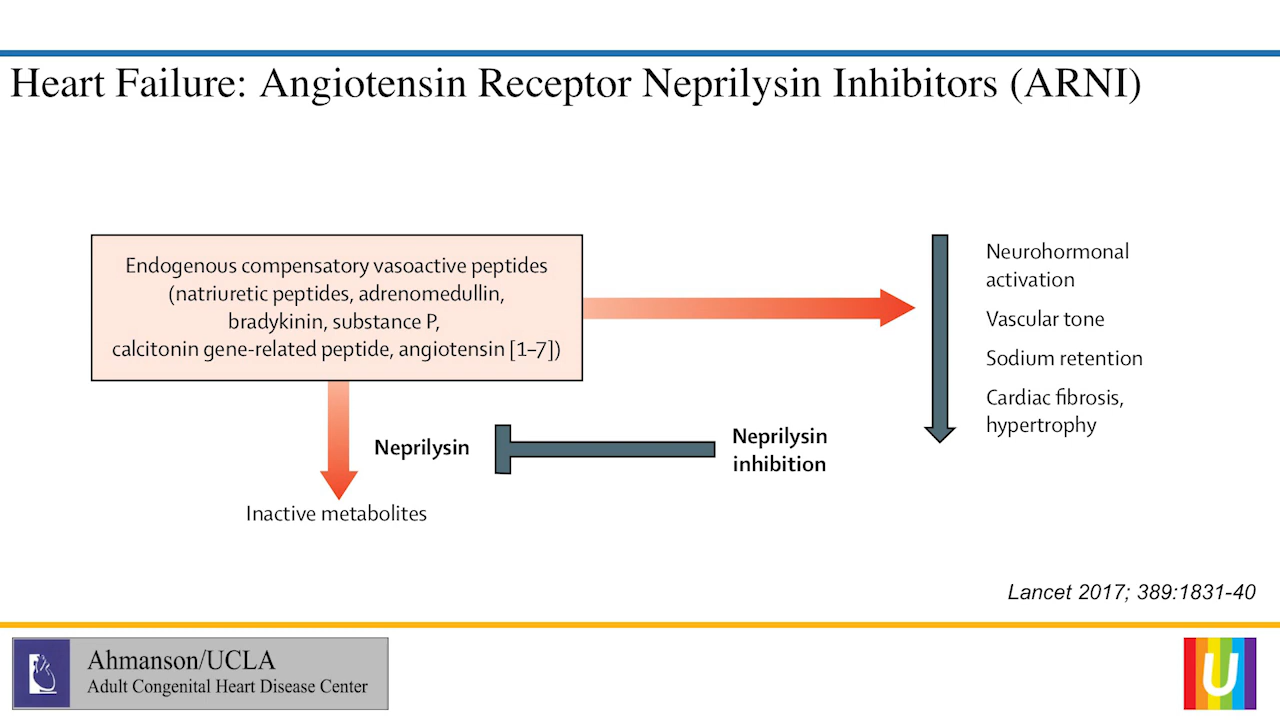 Heart Failure: Angiotensin Receptor Neprilysin Inhibitors (ARNI)
Endogenous compensatory vasoactive peptides
(natriuretic peptides, adrenomedullin,
bradykinin, substance P,
calcitonin gene-related peptide, angiotensin [1–7])
Neurohormonal
activation
Vascular tone
Sodium retention
Cardiac fibrosis,
hypertrophy
Neprilysin
Neprilysin
inhibition
Inactive metabolites
Lancet 2017; 389:1831-40
Ahmanson/UCLA
Adult Congenital Heart Disease Center
U